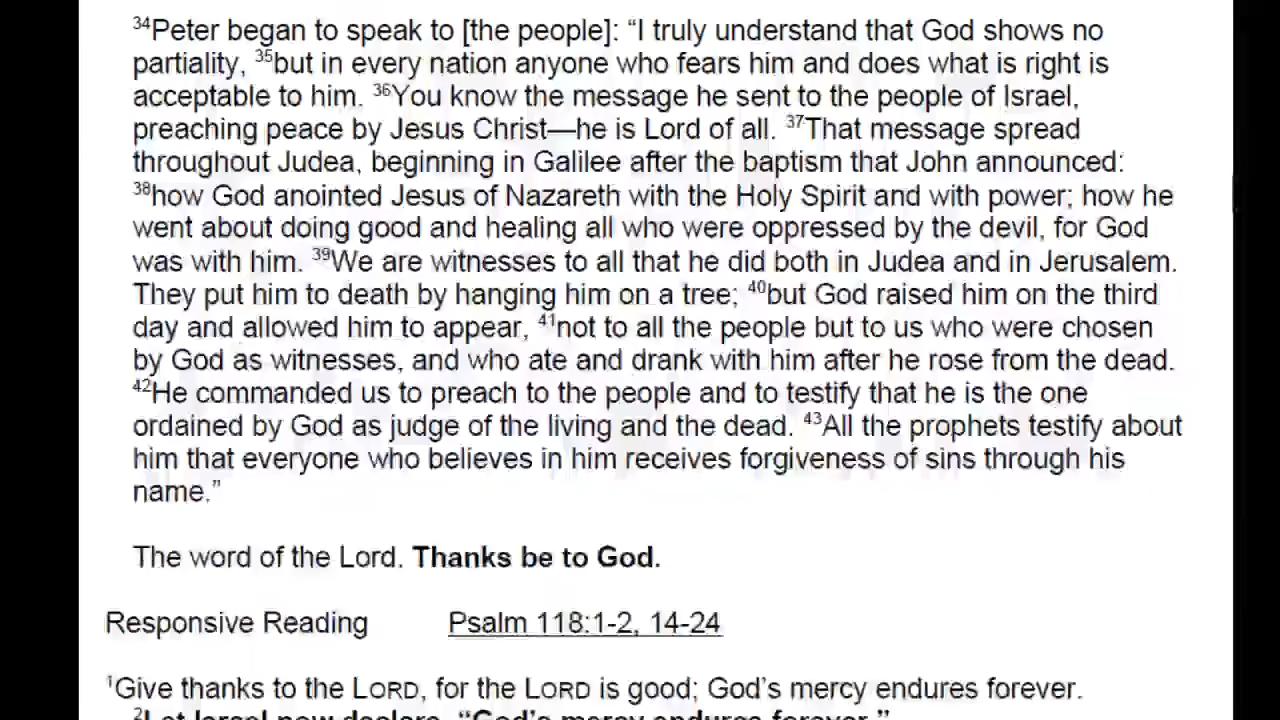 ³⁴Peter began to speak to [the people]: “I truly understand that God shows no
partiality, ³⁵but in every nation anyone who fears him and does what is right is
acceptable to him. ³⁶You know the message he sent to the people of Israel,
preaching peace by Jesus Christ—he is Lord of all. ³⁷That message spread
throughout Judea, beginning in Galilee after the baptism that John announced:
³⁸how God anointed Jesus of Nazareth with the Holy Spirit and with power; how he
went about doing good and healing all who were oppressed by the devil, for God
was with him. ³⁹We are witnesses to all that he did both in Judea and in Jerusalem.
They put him to death by hanging him on a tree; ⁴⁰but God raised him on the third
day and allowed him to appear, ⁴¹not to all the people but to us who were chosen
by God as witnesses, and who ate and drank with him after he rose from the dead.
⁴²He commanded us to preach to the people and to testify that he is the one
ordained by God as judge of the living and the dead. ⁴³All the prophets testify about
him that everyone who believes in him receives forgiveness of sins through his
name.”
The word of the Lord. Thanks be to God.
Responsive Reading Psalm 118:1-2, 14-24
¹Give thanks to the LORD, for the LORD is good; God’s mercy endures forever.
²Let Israel now declare, “God’s mercy endures forever.”